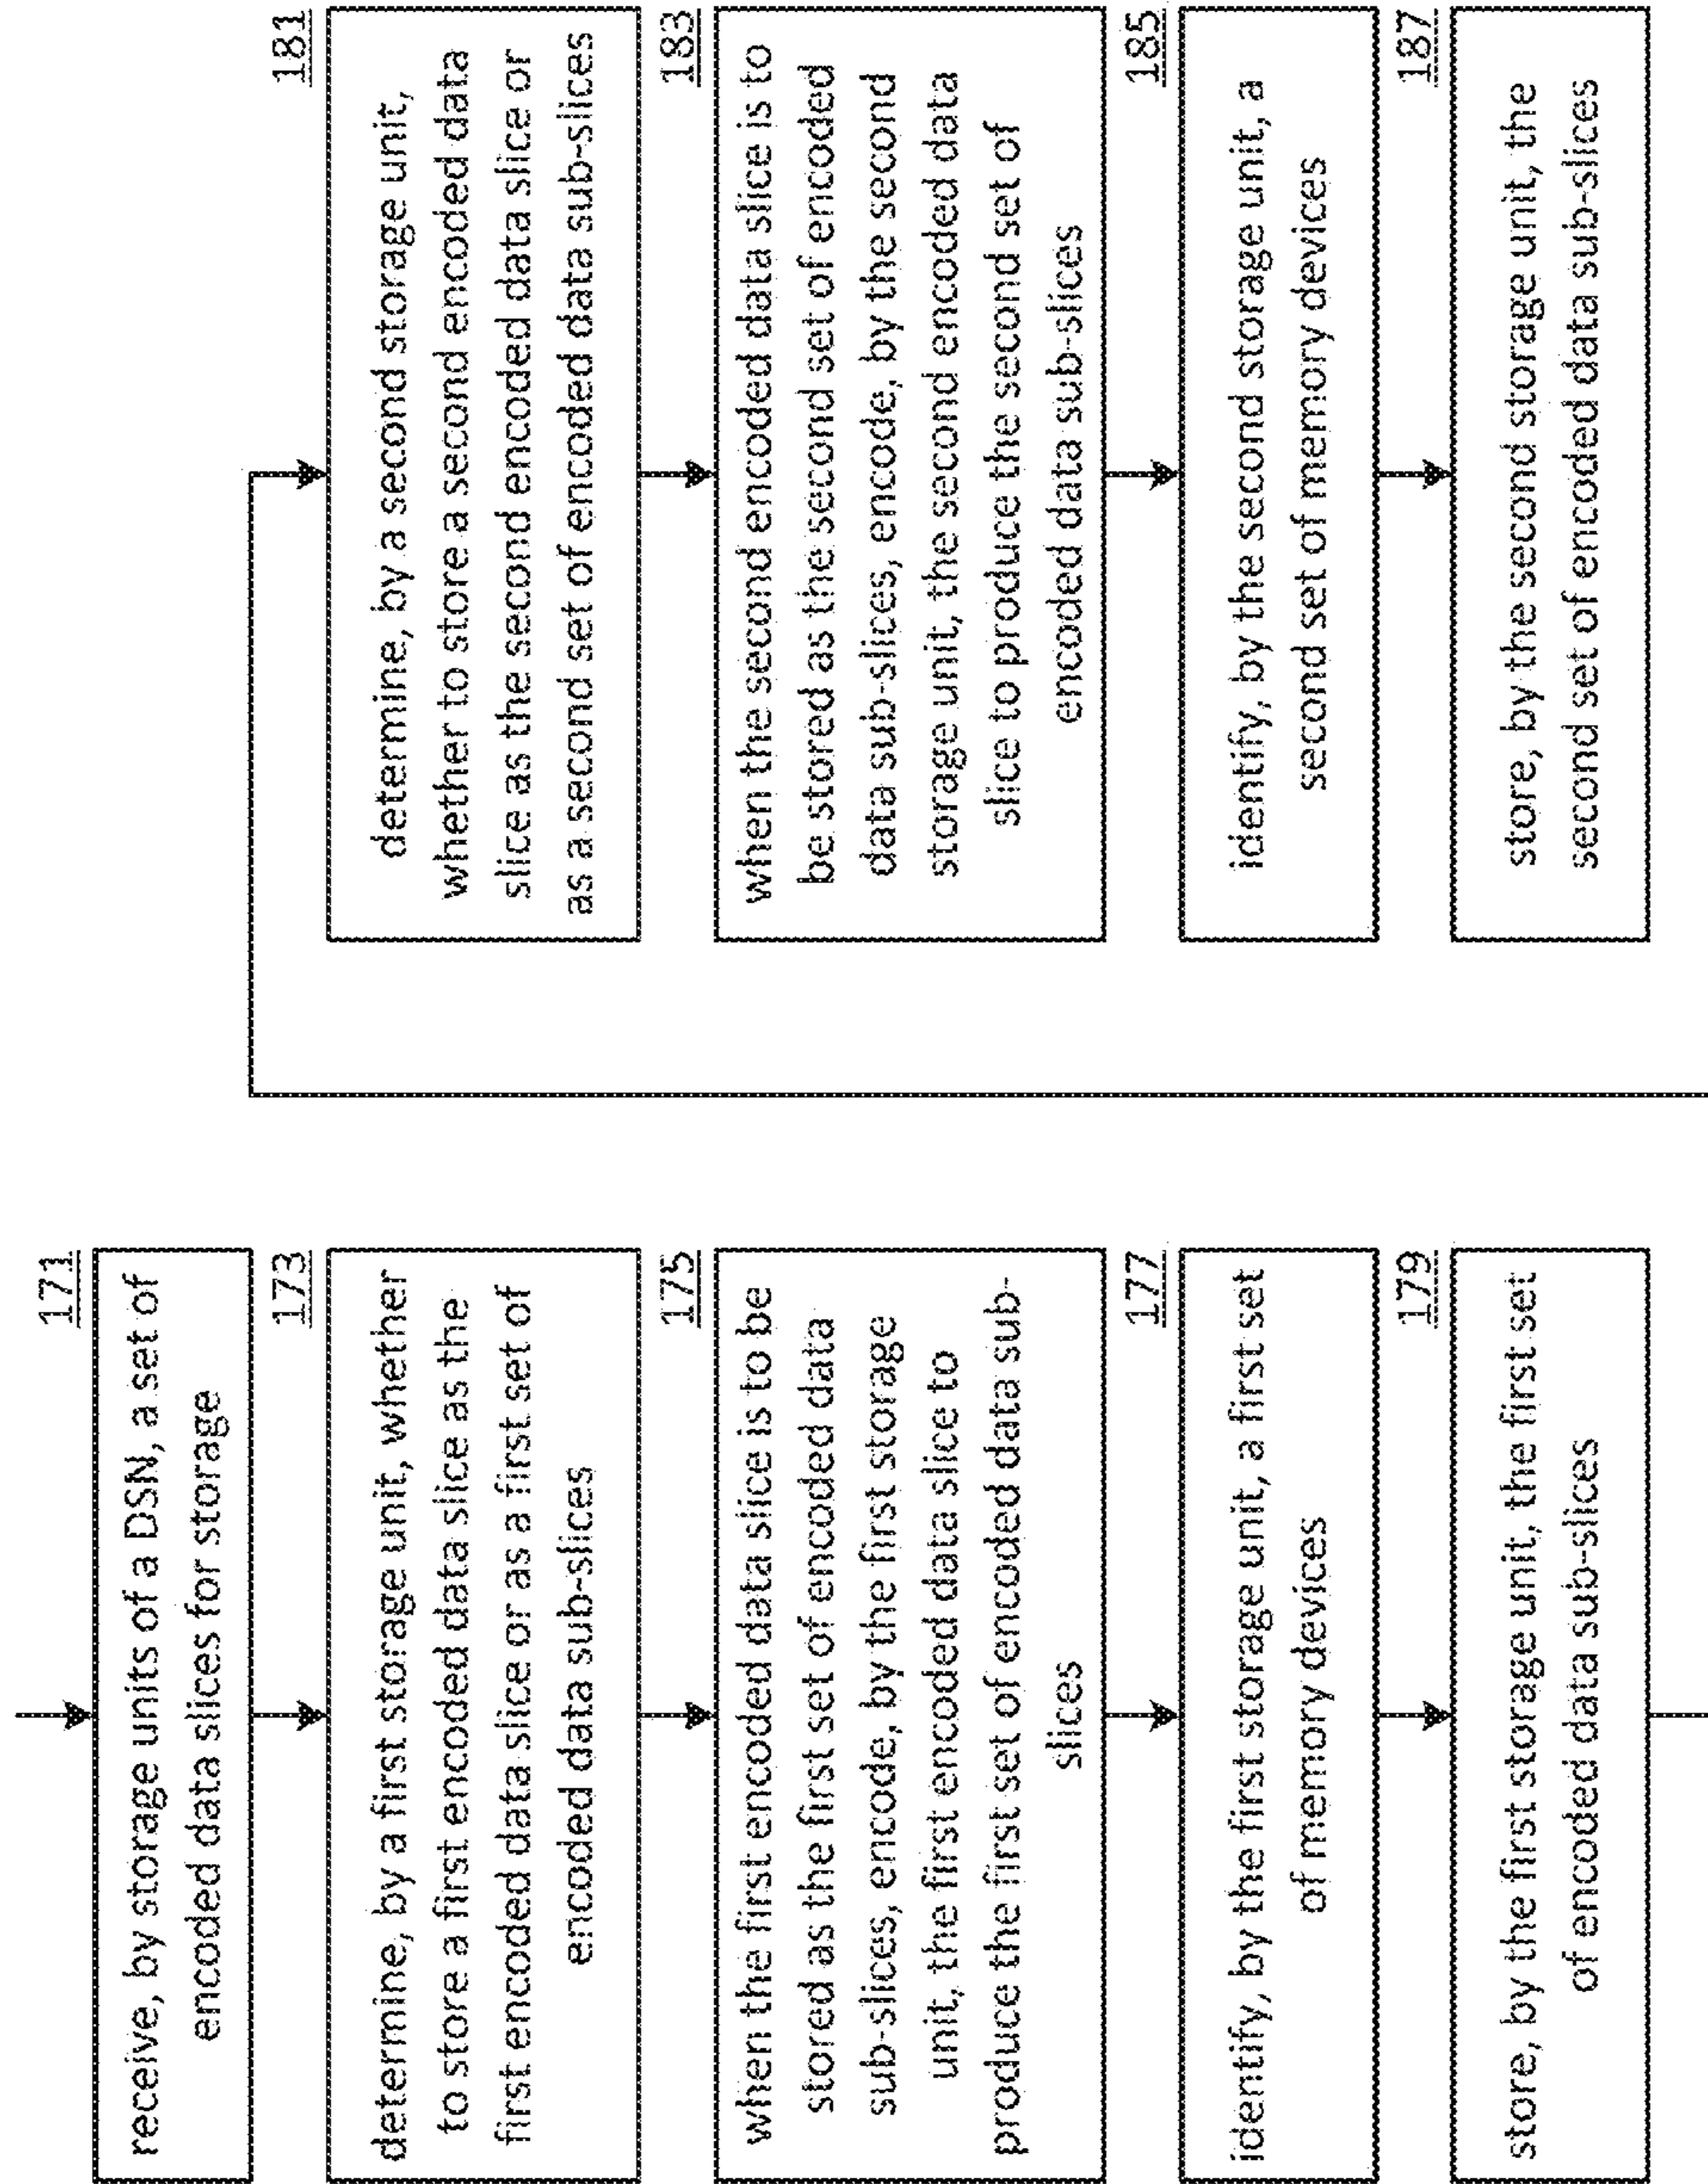 171
receive, by storage units of a DSN, a set of
encoded data slices for storage
173
determine, by a first storage unit, whether
to store a first encoded data slice as the
first encoded data slice or as a first set of
encoded data sub-slices
175
when the first encoded data slice is to be
stored as the first set of encoded data
sub-slices, encode, by the first storage
unit, the first encoded data slice to
produce the first set of encoded data sub-
slices
177
identify, by the first storage unit, a first set
of memory devices
179
store, by the first storage unit, the first set
of encoded data sub-slices
181
determine, by a second storage unit,
whether to store a second encoded data
slice as the second encoded data slice or
as a second set of encoded data sub-slices
183
when the second encoded data slice is to
be stored as the second set of encoded
data sub-slices, encode, by the second
storage unit, the second encoded data
slice to produce the second set of
encoded data sub-slices
185
identify, by the second storage unit, a
second set of memory devices
187
store, by the second storage unit, the
second set of encoded data sub-slices